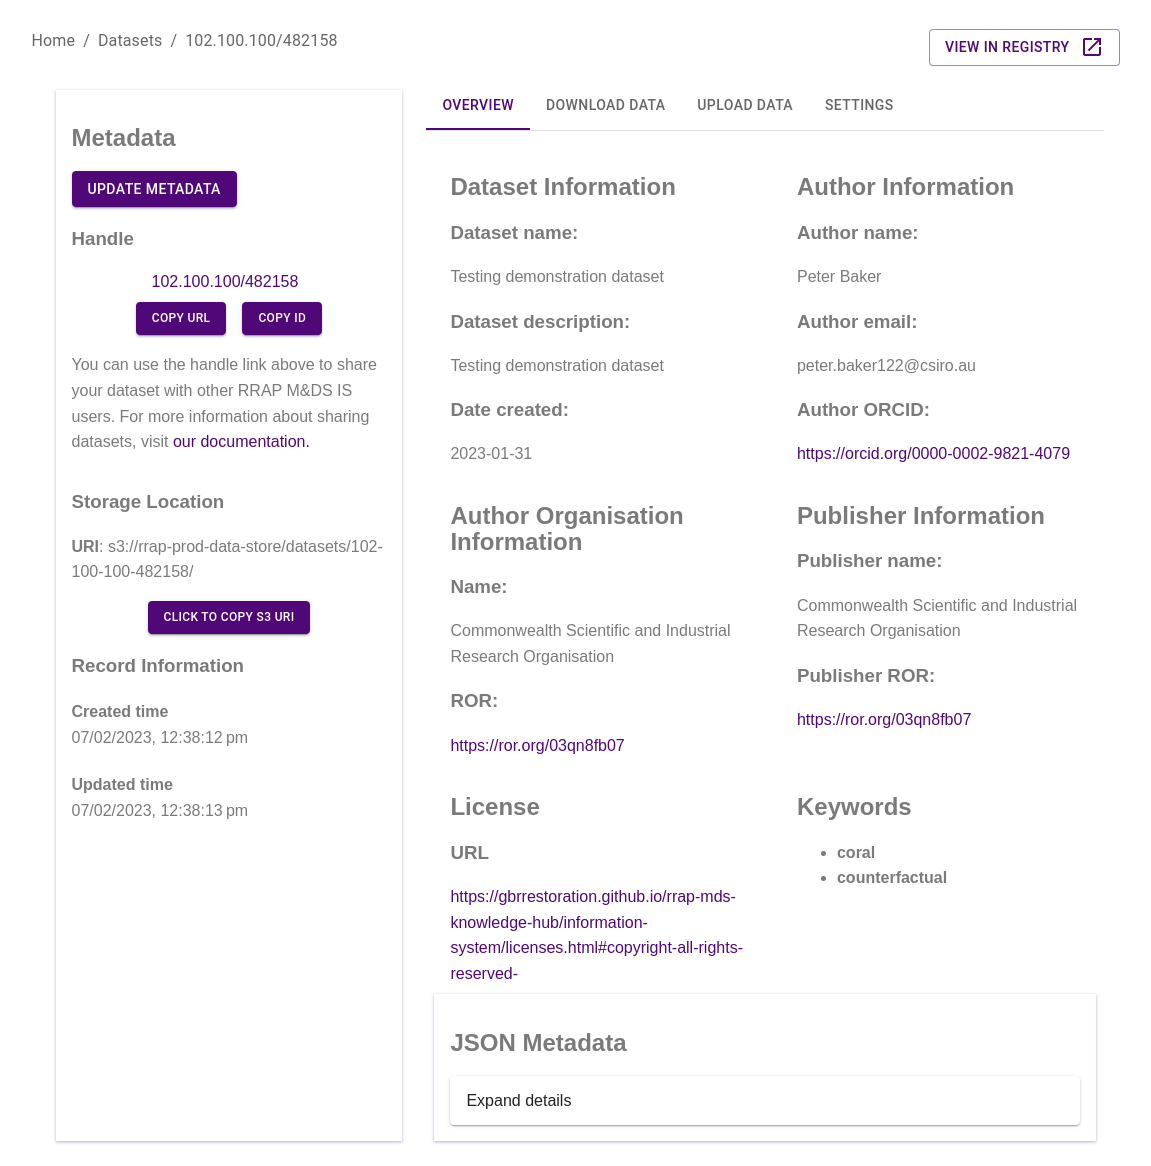 Home / Datasets / 102.100.100/482158
VIEW IN REGISTRY
Metadata
UPDATE METADATA
Handle
102.100.100/482158
COPY URL COPY ID
You can use the handle link above to share
your dataset with other RRAP M&DS IS
users. For more information about sharing
datasets, visit our documentation.
Storage Location
URI: s3://rrap-prod-data-store/datasets/102-
100-100-482158/
CLICK TO COPY S3 URI
Record Information
Created time
07/02/2023, 12:38:12 pm
Updated time
07/02/2023, 12:38:13 pm
OVERVIEW DOWNLOAD DATA UPLOAD DATA SETTINGS
Dataset Information
Dataset name:
Testing demonstration dataset
Dataset description:
Testing demonstration dataset
Date created:
2023-01-31
Author Information
Author name:
Peter Baker
Author email:
peter.baker122@csiro.au
Author ORCID:
https://orcid.org/0000-0002-9821-4079
Author Organisation
Information
Name:
Commonwealth Scientific and Industrial
Research Organisation
ROR:
https://ror.org/03qn8fb07
Publisher Information
Publisher name:
Commonwealth Scientific and Industrial
Research Organisation
Publisher ROR:
https://ror.org/03qn8fb07
License
URL
https://gbrrestoration.github.io/rrap-mds-
knowledge-hub/information-
system/licenses.html#copyright-all-rights-
reserved-
Keywords
• coral
• counterfactual
JSON Metadata
Expand details